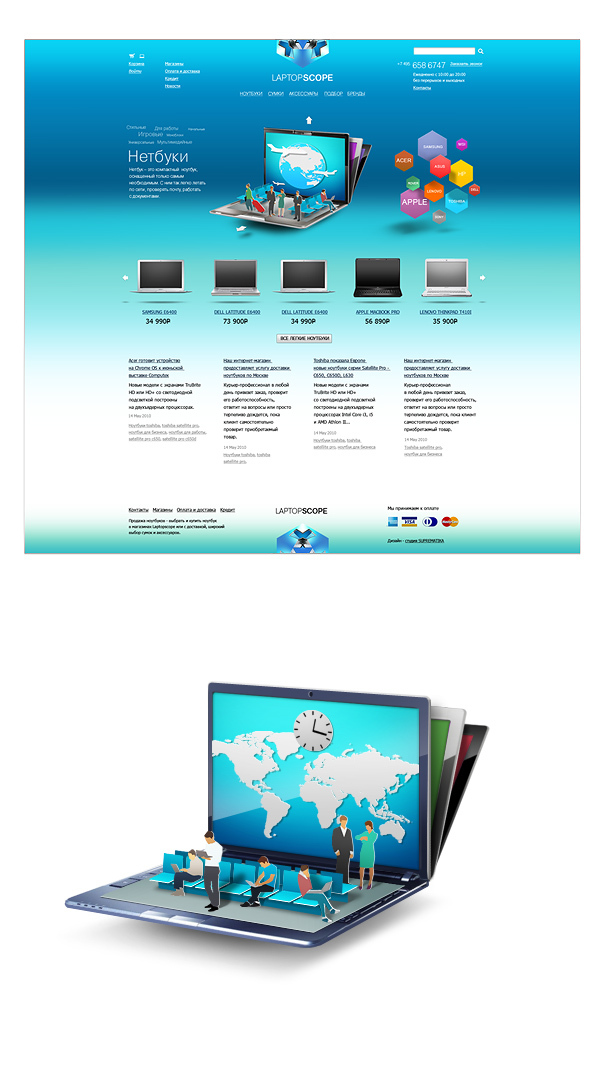 Корзина
Войти
Магазины
Оплата и доставка
Кредит
Новости
LAPTOPSCOPE
+7 495 658 6747 Заказать звонок
Ежедневно с 10:00 до 20:00
без перерывов и выходных
Контакты
НОУТБУКИ СУМКИ АКСЕССУАРЫ ПОДБОР БРЕНДЫ
Стильные Для работы
Игровые
Универсальные Мультимедийные
Нетбуки
Нетбук – это компактный ноутбук,
оснащенный только самым
необходимым. С ним так легко летать
по сети, проверять почту, работать
с документами.
SAMSUNG
MSI
ACER
ASUS
HP
LENOVO
DELL
APPLE
TOSHIBA
SONY
SAMSUNG E6400
34 990Р
DELL LATITUDE E6400
73 900Р
DELL LATITUDE E6400
34 990Р
APPLE MACBOOK PRO
56 890Р
LENOVO THINKPAD T410I
35 900Р
ВСЕ ЛЕГКИЕ НОУТБУКИ
Acer готовит устройство
на Chrome OS к июньской
выставке Computex
Новые модели с экранами TruBrite
HD или HD+
со светодиодной подсветкой
подсветкой построены
на двухъядерных процессорах.
14 May 2010
Ноутбуки toshiba, toshiba satellite pro,
ноутбук для бизнеса, ноутбук для работы,
satellite pro c650, satellite pro c650d
Наш интернет-магазин
предоставляет услугу доставки
ноутбуков по Москве
Курьер-профессионал в любой
день привезет заказ, проверит
его работоспособность,
ответит на вопросы или просто
терпеливо дождется, пока
клиент самостоятельно проверит
приобретаемый
товар.
14 May 2010
Ноутбуки toshiba, toshiba
satellite pro,
Toshiba показала Европе
новые ноутбуки серии Satellite Pro -
C650, C650D, L630
Новые модели с экранами
TruBrite HD или HD+
со светодиодной подсветкой
построены на двухъядерных
процессорах Intel Core i3, i5
и AMD Athlon II...
14 May 2010
Ноутбуки toshiba, toshiba
satellite pro,
ноутбук для бизнеса
Наш интернет-магазин
предоставляет услугу доставки
ноутбуков по Москве
Курьер-профессионал
в любой день привезет заказ,
проверит его работоспособность,
ответит на вопросы или просто
терпеливо дождется, пока клиент
самостоятельно проверит
приобретаемый товар.
14 May 2010
Toshiba satellite pro,
ноутбук для бизнеса
Контакты Магазины Оплата и доставка Кредит
Продажа ноутбуков - выбрать и купить ноутбук
в магазинах Laptopscope или с доставкой, широкий
выбор сумок и аксессуаров.
LAPTOPSCOPE
Мы принимаем к оплате
VISA
MasterCard
Дизайн - студия SUPREMATIKA